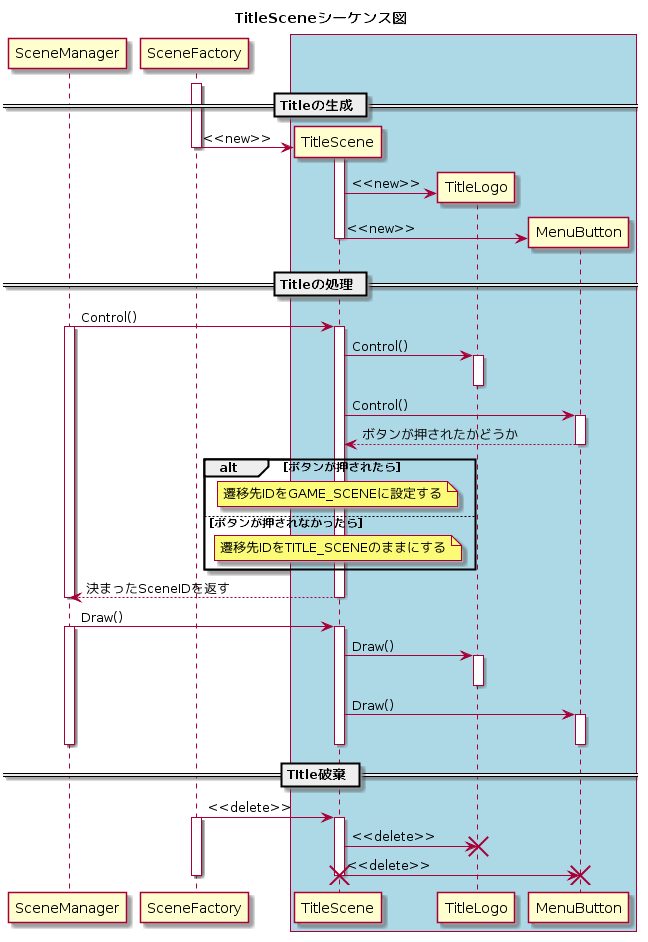 TitleSceneシーケンス図
SceneManager
SceneFactory
Titleの生成
<<new>>
TitleScene
<<new>>
TitleLogo
<<new>>
MenuButton
Titleの処理
Control()
Control()
Control()
ボタンが押されたかどうか
alt
[ボタンが押されたら]
遷移先IDをGAME_SCENEに設定する
[ボタンが押されなかったら]
遷移先IDをTITLE_SCENEのままにする
決まったSceneIDを返す
Draw()
Draw()
Draw()
TItle破棄
<<delete>>
<<delete>>
<<delete>>
SceneManager
SceneFactory
TitleScene
TitleLogo
MenuButton